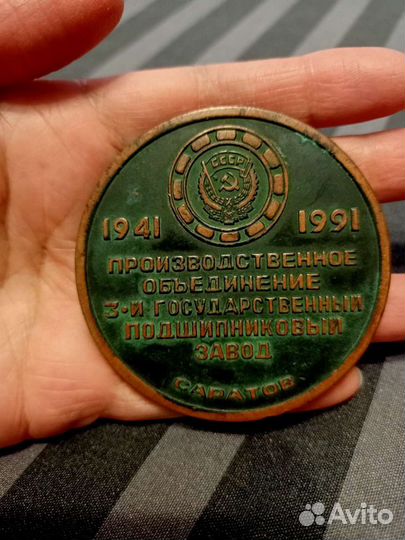 СССР
1941 1991
ПРОИЗВОДСТВЕННОЕ
ОБЪЕДИНЕНИЕ
3-И ГОСУДАРСТВЕННЫЙ
ПОДШИПНИКОВЫЙ
ЗАВОД
САРАТОВ
Avito